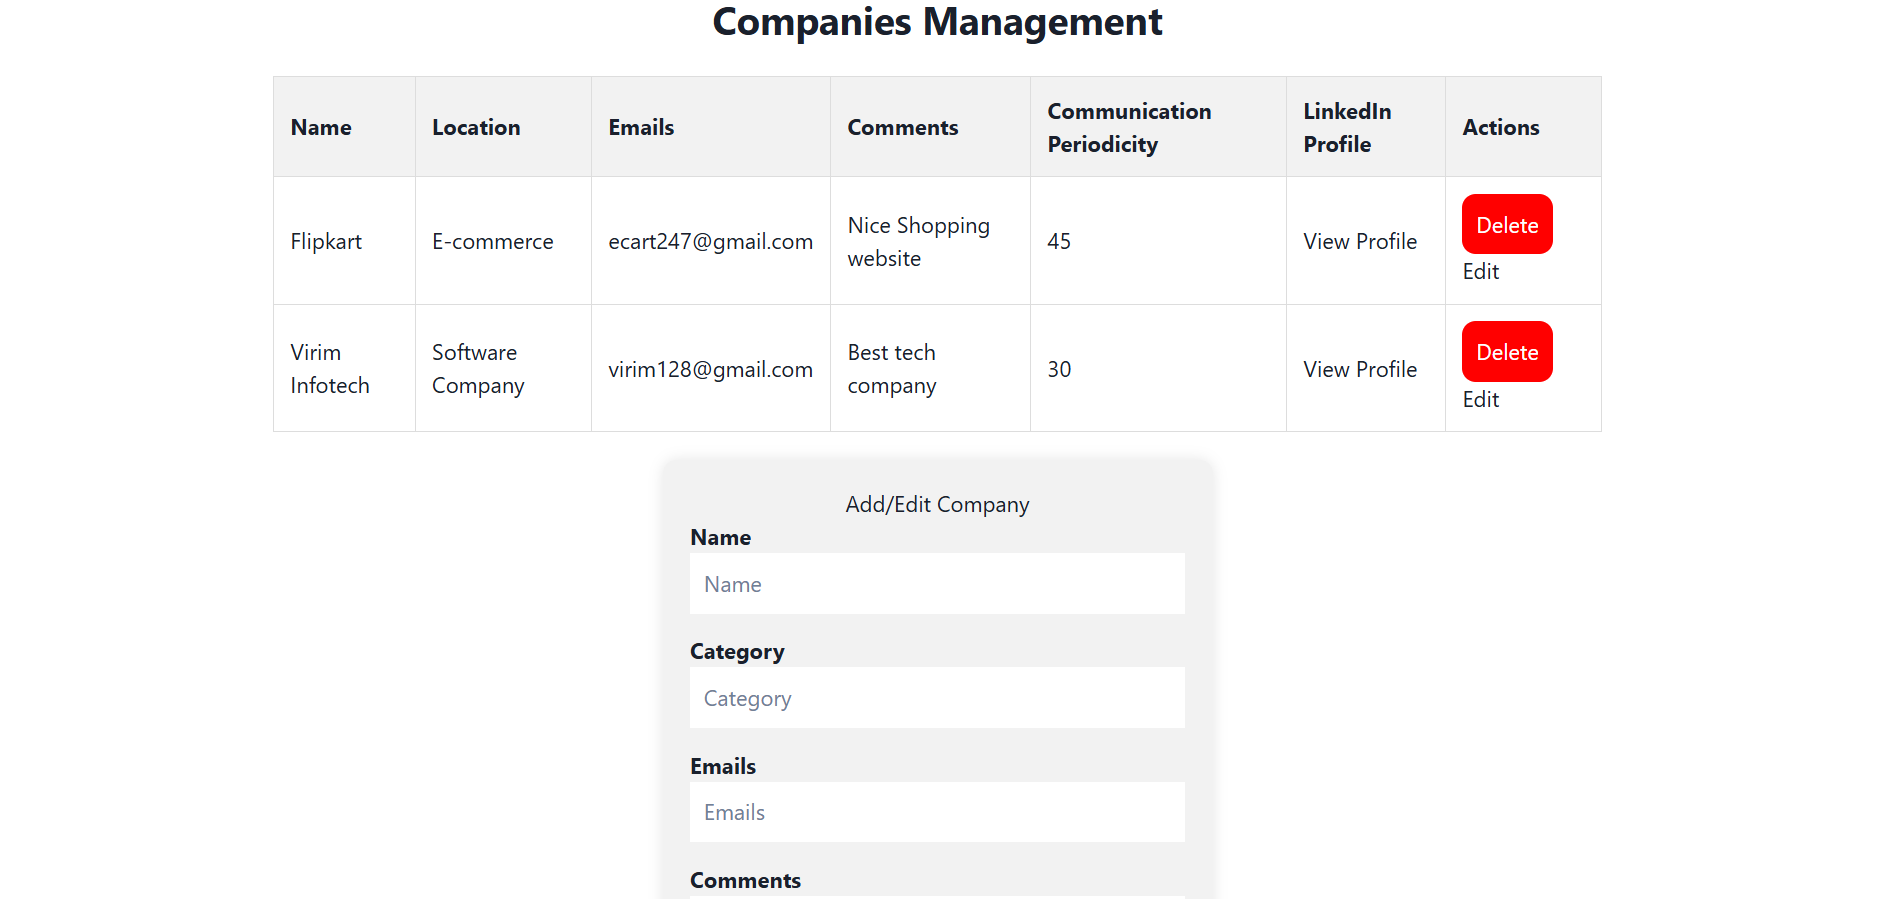 Companies Management
Name Location Emails Comments Communication Periodicity LinkedIn Profile Actions
Flipkart E-commerce ecart247@gmail.com Nice Shopping website 45 View Profile Delete Edit
Virim Infotech Software Company virim128@gmail.com Best tech company 30 View Profile Delete Edit
Add/Edit Company
Name
Name
Category
Category
Emails
Emails
Comments